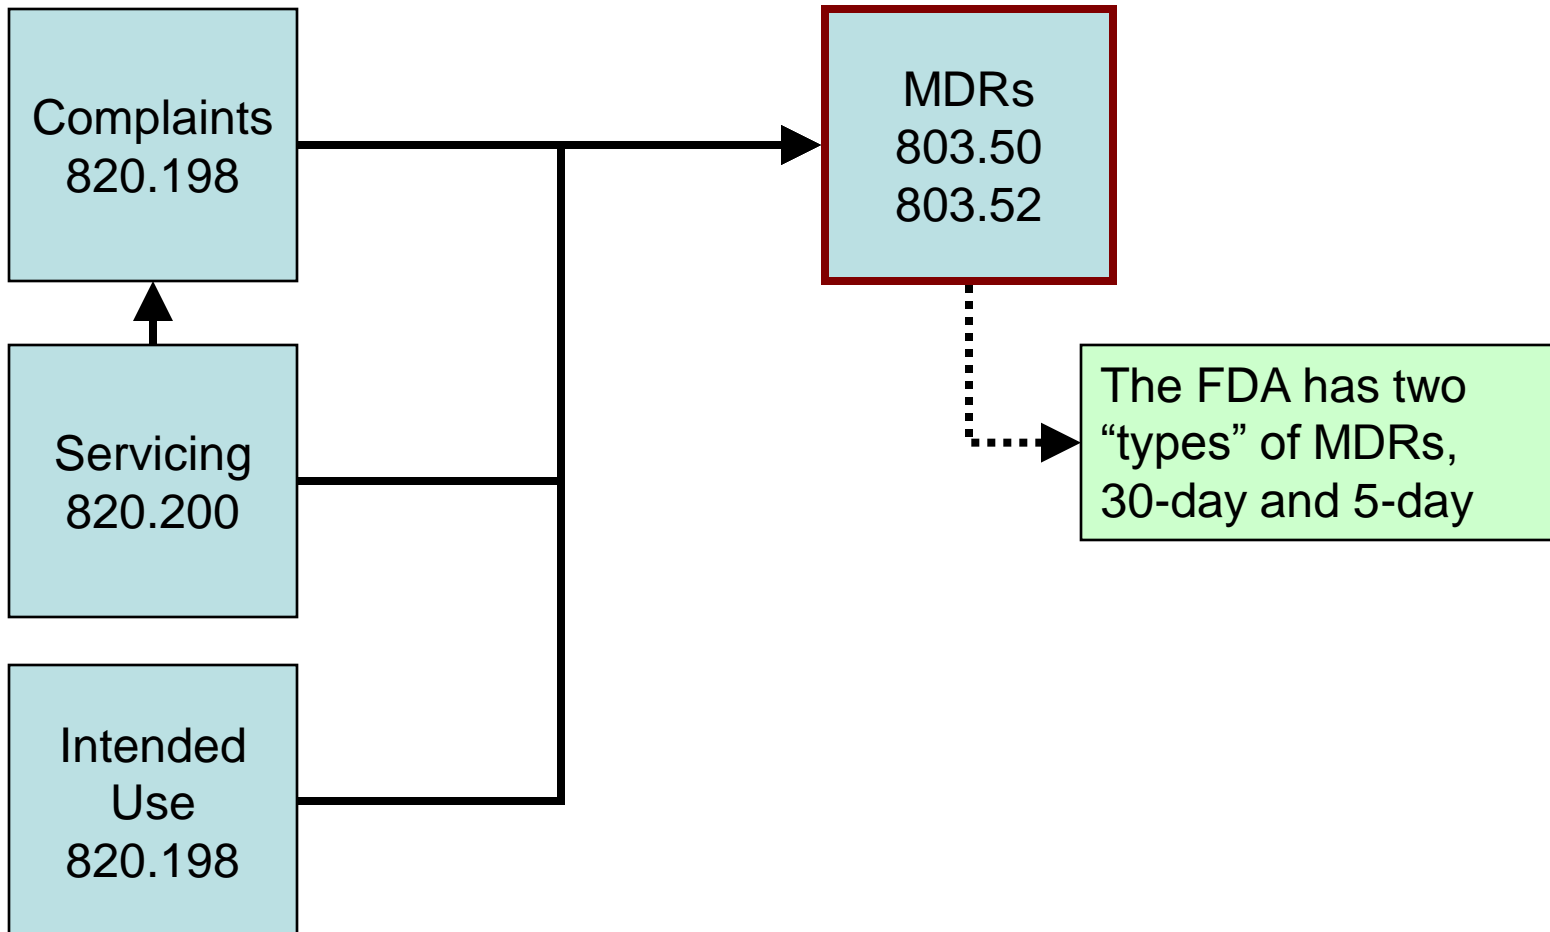 Complaints
820.198
MDRs
803.50
803.52
Servicing
820.200
The FDA has two
“types” of MDRs,
30-day and 5-day
Intended
Use
820.198